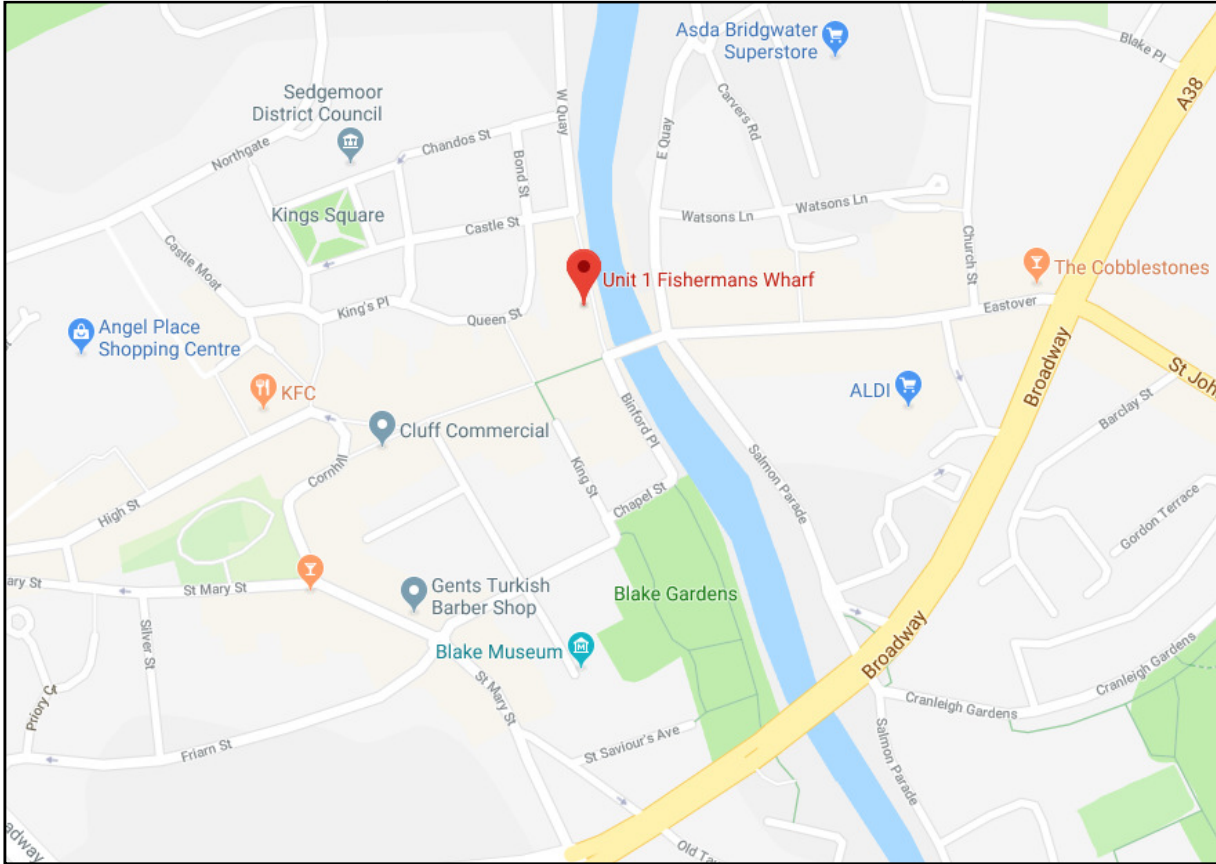 Asda Bridgwater
Superstore
Blake Pl
A38
Sedgemoor
District Council
W Quay
E Quay
Carvers Rd
Northgate
Chandos St
Bond St
Kings Square
Castle St
Watsons Ln
Watsons Ln
Church St
Castle Moat
The Cobblestones
Unit 1 Fishermans Wharf
King's Pl
Queen St
Eastover
Angel Place
Shopping Centre
Broadway
St Joh
KFC
ALDI
Binford Pl
Barclay St
Cluff Commercial
Cornhill
King St
Salmon Parade
High St
Chapel St
Gordon Terrace
ary St
St Mary St
Gents Turkish
Barber Shop
Blake Gardens
Silver St
Blake Museum
Broadway
Cranleigh Gardens
Cranleigh Gardens
Priory Ct
St Mary St
Friarn St
St Saviour's Ave
Salmon Parade
adway
Old Ta